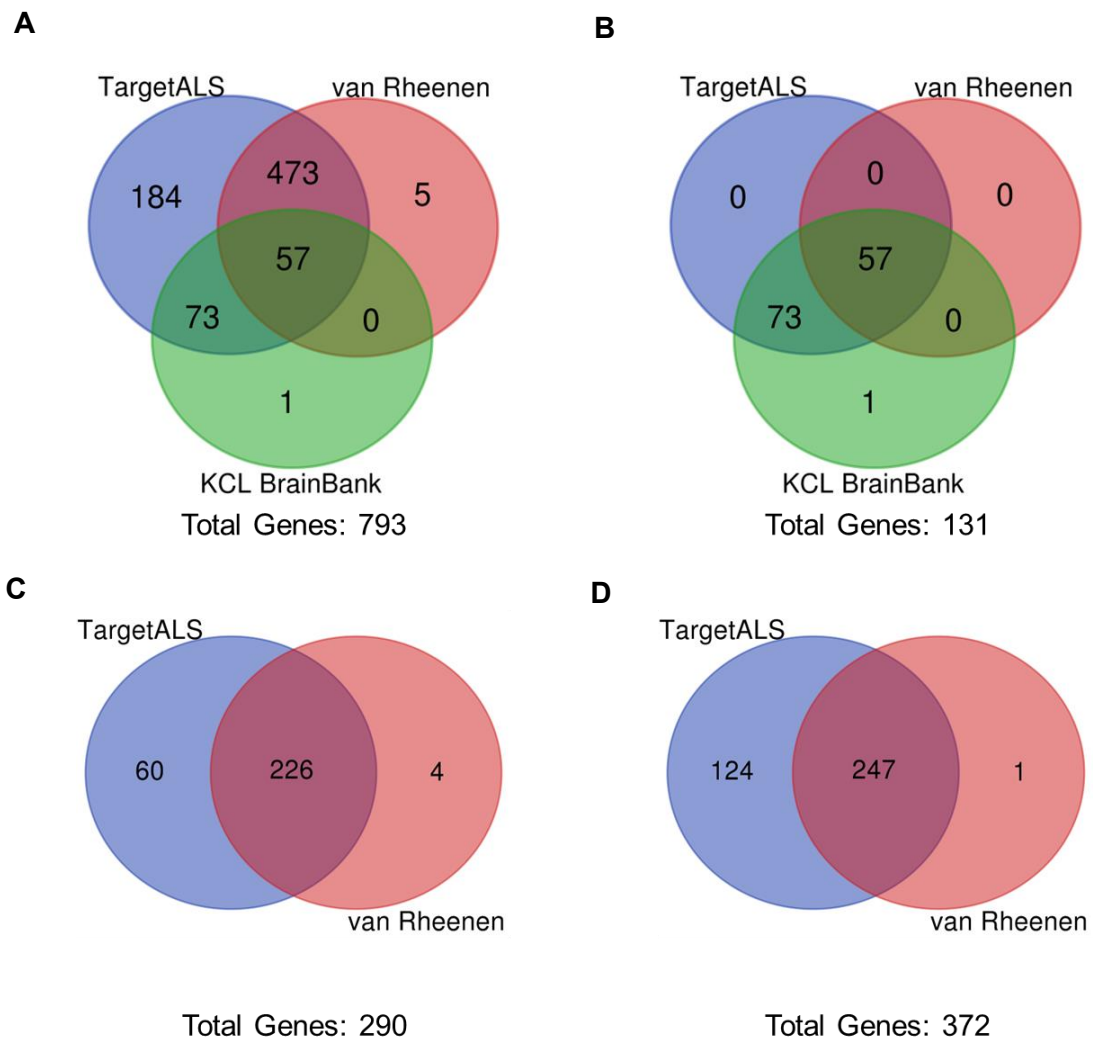 A
TargetALS
van Rheenen
184
473
5
57
73
0
1
KCL BrainBank
Total Genes: 793
B
TargetALS
van Rheenen
0
0
0
57
73
0
1
KCL BrainBank
Total Genes: 131
C
TargetALS
60
226
4
van Rheenen
Total Genes: 290
D
TargetALS
124
247
1
van Rheenen
Total Genes: 372